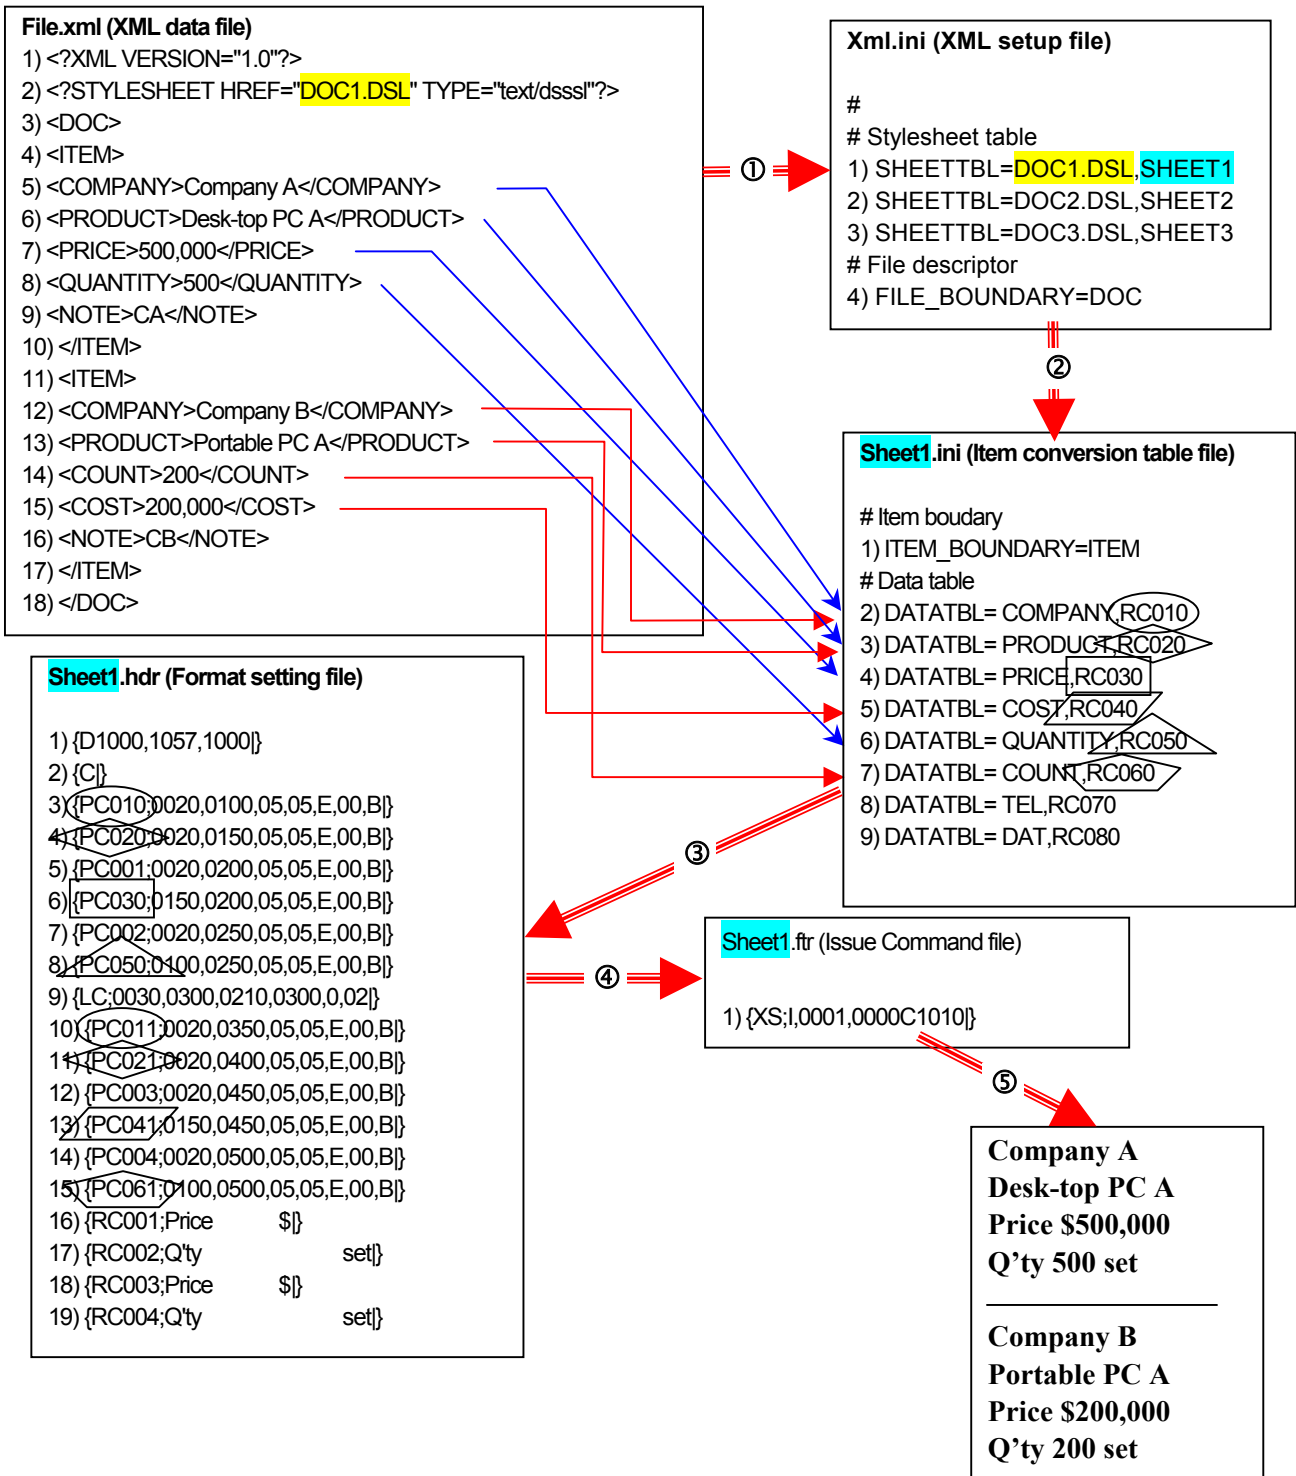 File.xml (XML data file)
1) <?XML VERSION="1.0"?>
2) <?STYLESHEET HREF="DOC1.DSL" TYPE="text/dsssl"?>
3) <DOC>
4) <ITEM>
5) <COMPANY>Company A</COMPANY>
6) <PRODUCT>Desk-top PC A</PRODUCT>
7) <PRICE>500,000</PRICE>
8) <QUANTITY>500</QUANTITY>
9) <NOTE>CA</NOTE>
10) </ITEM>
11) <ITEM>
12) <COMPANY>Company B</COMPANY>
13) <PRODUCT>Portable PC A</PRODUCT>
14) <COUNT>200</COUNT>
15) <COST>200,000</COST>
16) <NOTE>CB</NOTE>
17) </ITEM>
18) </DOC>
①
Xml.ini (XML setup file)
#
# Stylesheet table
1) SHEETTBL=DOC1.DSL,SHEET1
2) SHEETTBL=DOC2.DSL,SHEET2
3) SHEETTBL=DOC3.DSL,SHEET3
# File descriptor
4) FILE_BOUNDARY=DOC
②
Sheet1.ini (Item conversion table file)
# Item boudary
1) ITEM_BOUNDARY=ITEM
# Data table
2) DATATBL= COMPANY,RC010
3) DATATBL= PRODUCT,RC020
4) DATATBL= PRICE,RC030
5) DATATBL= COST,RC040
6) DATATBL= QUANTITY,RC050
7) DATATBL= COUNT,RC060
8) DATATBL= TEL,RC070
9) DATATBL= DAT,RC080
③
Sheet1.hdr (Format setting file)
1) {D1000,1057,1000|}
2) {C|}
3) {PC010;0020,0100,05,05,E,00,B|}
4) {PC020;0020,0150,05,05,E,00,B|}
5) {PC001;0020,0200,05,05,E,00,B|}
6) {PC030;0150,0200,05,05,E,00,B|}
7) {PC002;0020,0250,05,05,E,00,B|}
8) {PC050;0100,0250,05,05,E,00,B|}
9) {LC;0030,0300,0210,0300,0,02|}
10) {PC011;0020,0350,05,05,E,00,B|}
11) {PC021;0020,0400,05,05,E,00,B|}
12) {PC003;0020,0450,05,05,E,00,B|}
13) {PC041;0150,0450,05,05,E,00,B|}
14) {PC004;0020,0500,05,05,E,00,B|}
15) {PC061;0100,0500,05,05,E,00,B|}
16) {RC001;Price $|}
17) {RC002;Q'ty set|}
18) {RC003;Price $|}
19) {RC004;Q'ty set|}
④
Sheet1.ftr (Issue Command file)
1) {XS;I,0001,0000C1010|}
⑤
Company A
Desk-top PC A
Price $500,000
Q’ty 500 set
Company B
Portable PC A
Price $200,000
Q’ty 200 set